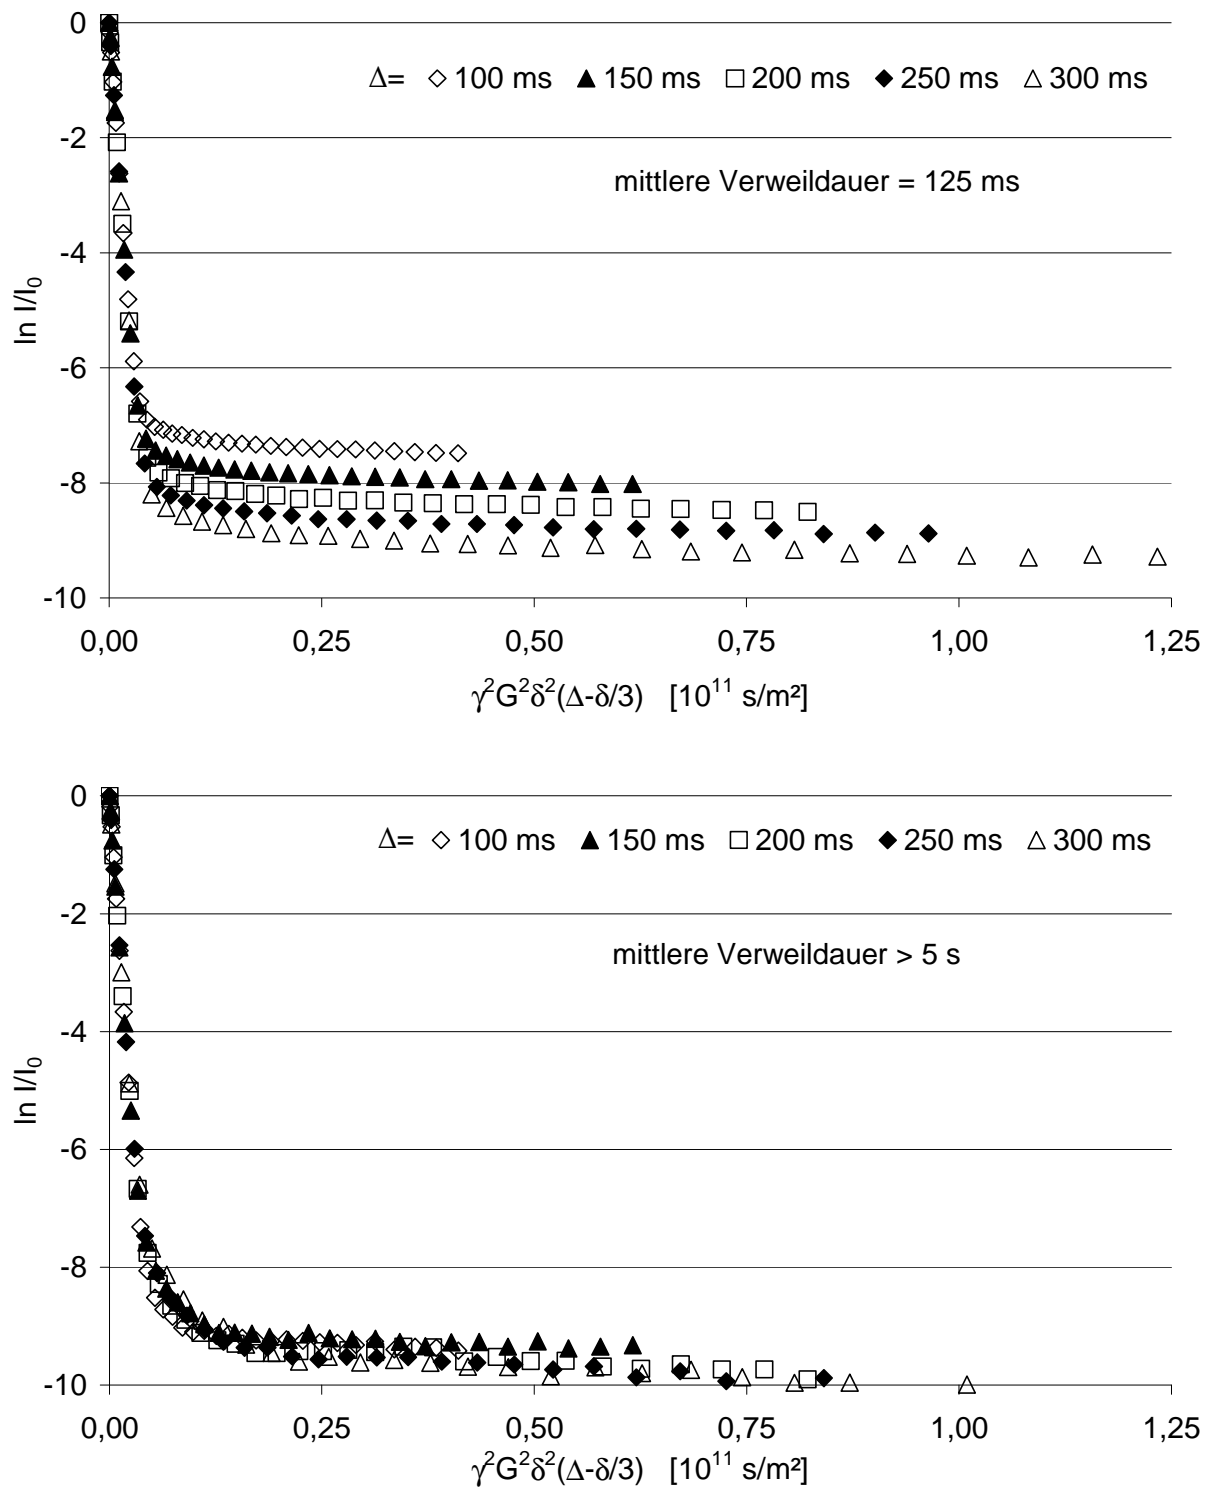 0
Δ= ◇ 100 ms ▲ 150 ms □ 200 ms ◆ 250 ms △ 300 ms
-2
mittlere Verweildauer = 125 ms
-4
ln I/I₀
-6
-8
-10
0,00 0,25 0,50 0,75 1,00 1,25
γ²G²δ²(Δ-δ/3) [10¹¹ s/m²]
0
Δ= ◇ 100 ms ▲ 150 ms □ 200 ms ◆ 250 ms △ 300 ms
-2
mittlere Verweildauer > 5 s
-4
ln I/I₀
-6
-8
-10
0,00 0,25 0,50 0,75 1,00 1,25
γ²G²δ²(Δ-δ/3) [10¹¹ s/m²]